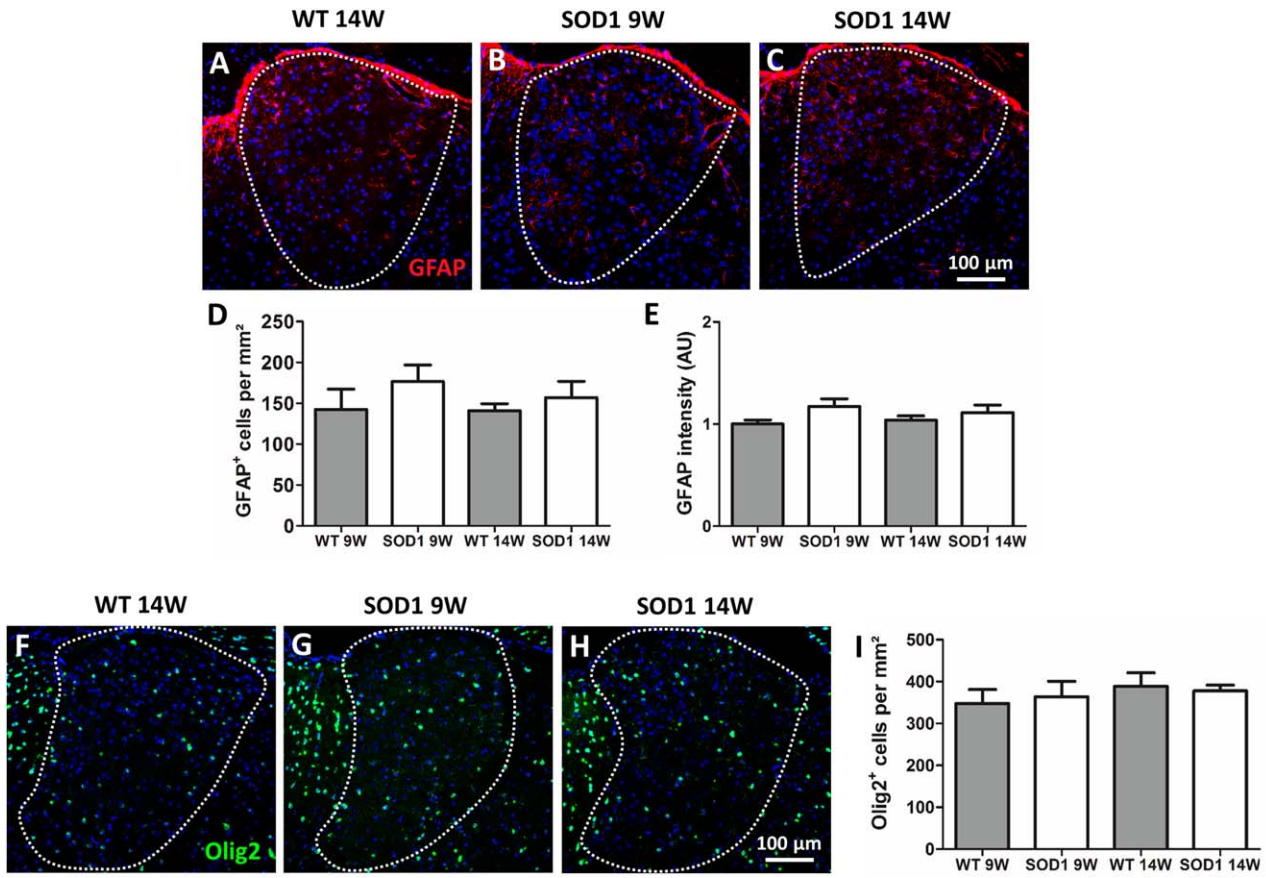 WT 14W
SOD1 9W
SOD1 14W
A
B
C
GFAP
100 µm
D
GFAP⁺ cells per mm²
250
200
150
100
50
0
WT 9W
SOD1 9W
WT 14W
SOD1 14W
E
GFAP intensity (AU)
2
1
0
WT 9W
SOD1 9W
WT 14W
SOD1 14W
WT 14W
SOD1 9W
SOD1 14W
F
G
H
Olig2
100 µm
I
Olig2⁺ cells per mm²
500
400
300
200
100
0
WT 9W
SOD1 9W
WT 14W
SOD1 14W